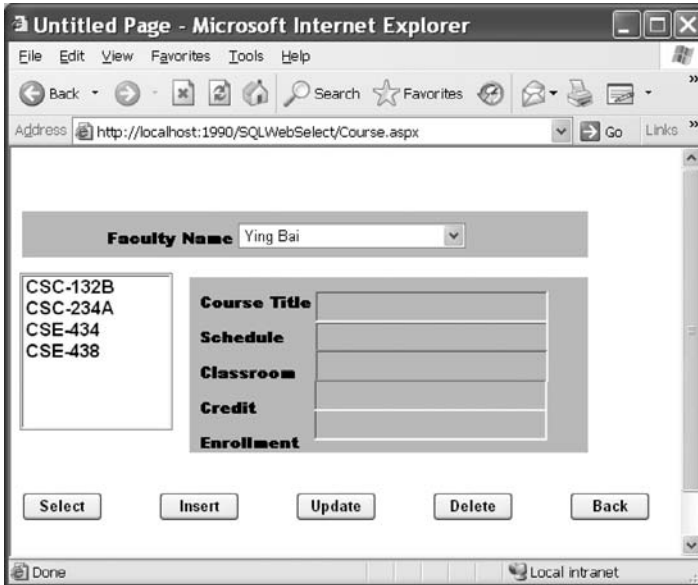 Untitled Page - Microsoft Internet Explorer
File Edit View Favorites Tools Help
Back Search Favorites »
Address http://localhost:1990/SQLWebSelect/Course.aspx Go Links »
Faculty Name Ying Bai
CSC-132B
CSC-234A
CSE-434
CSE-438
Course Title
Schedule
Classroom
Credit
Enrollment
Select Insert Update Delete Back
Done Local intranet